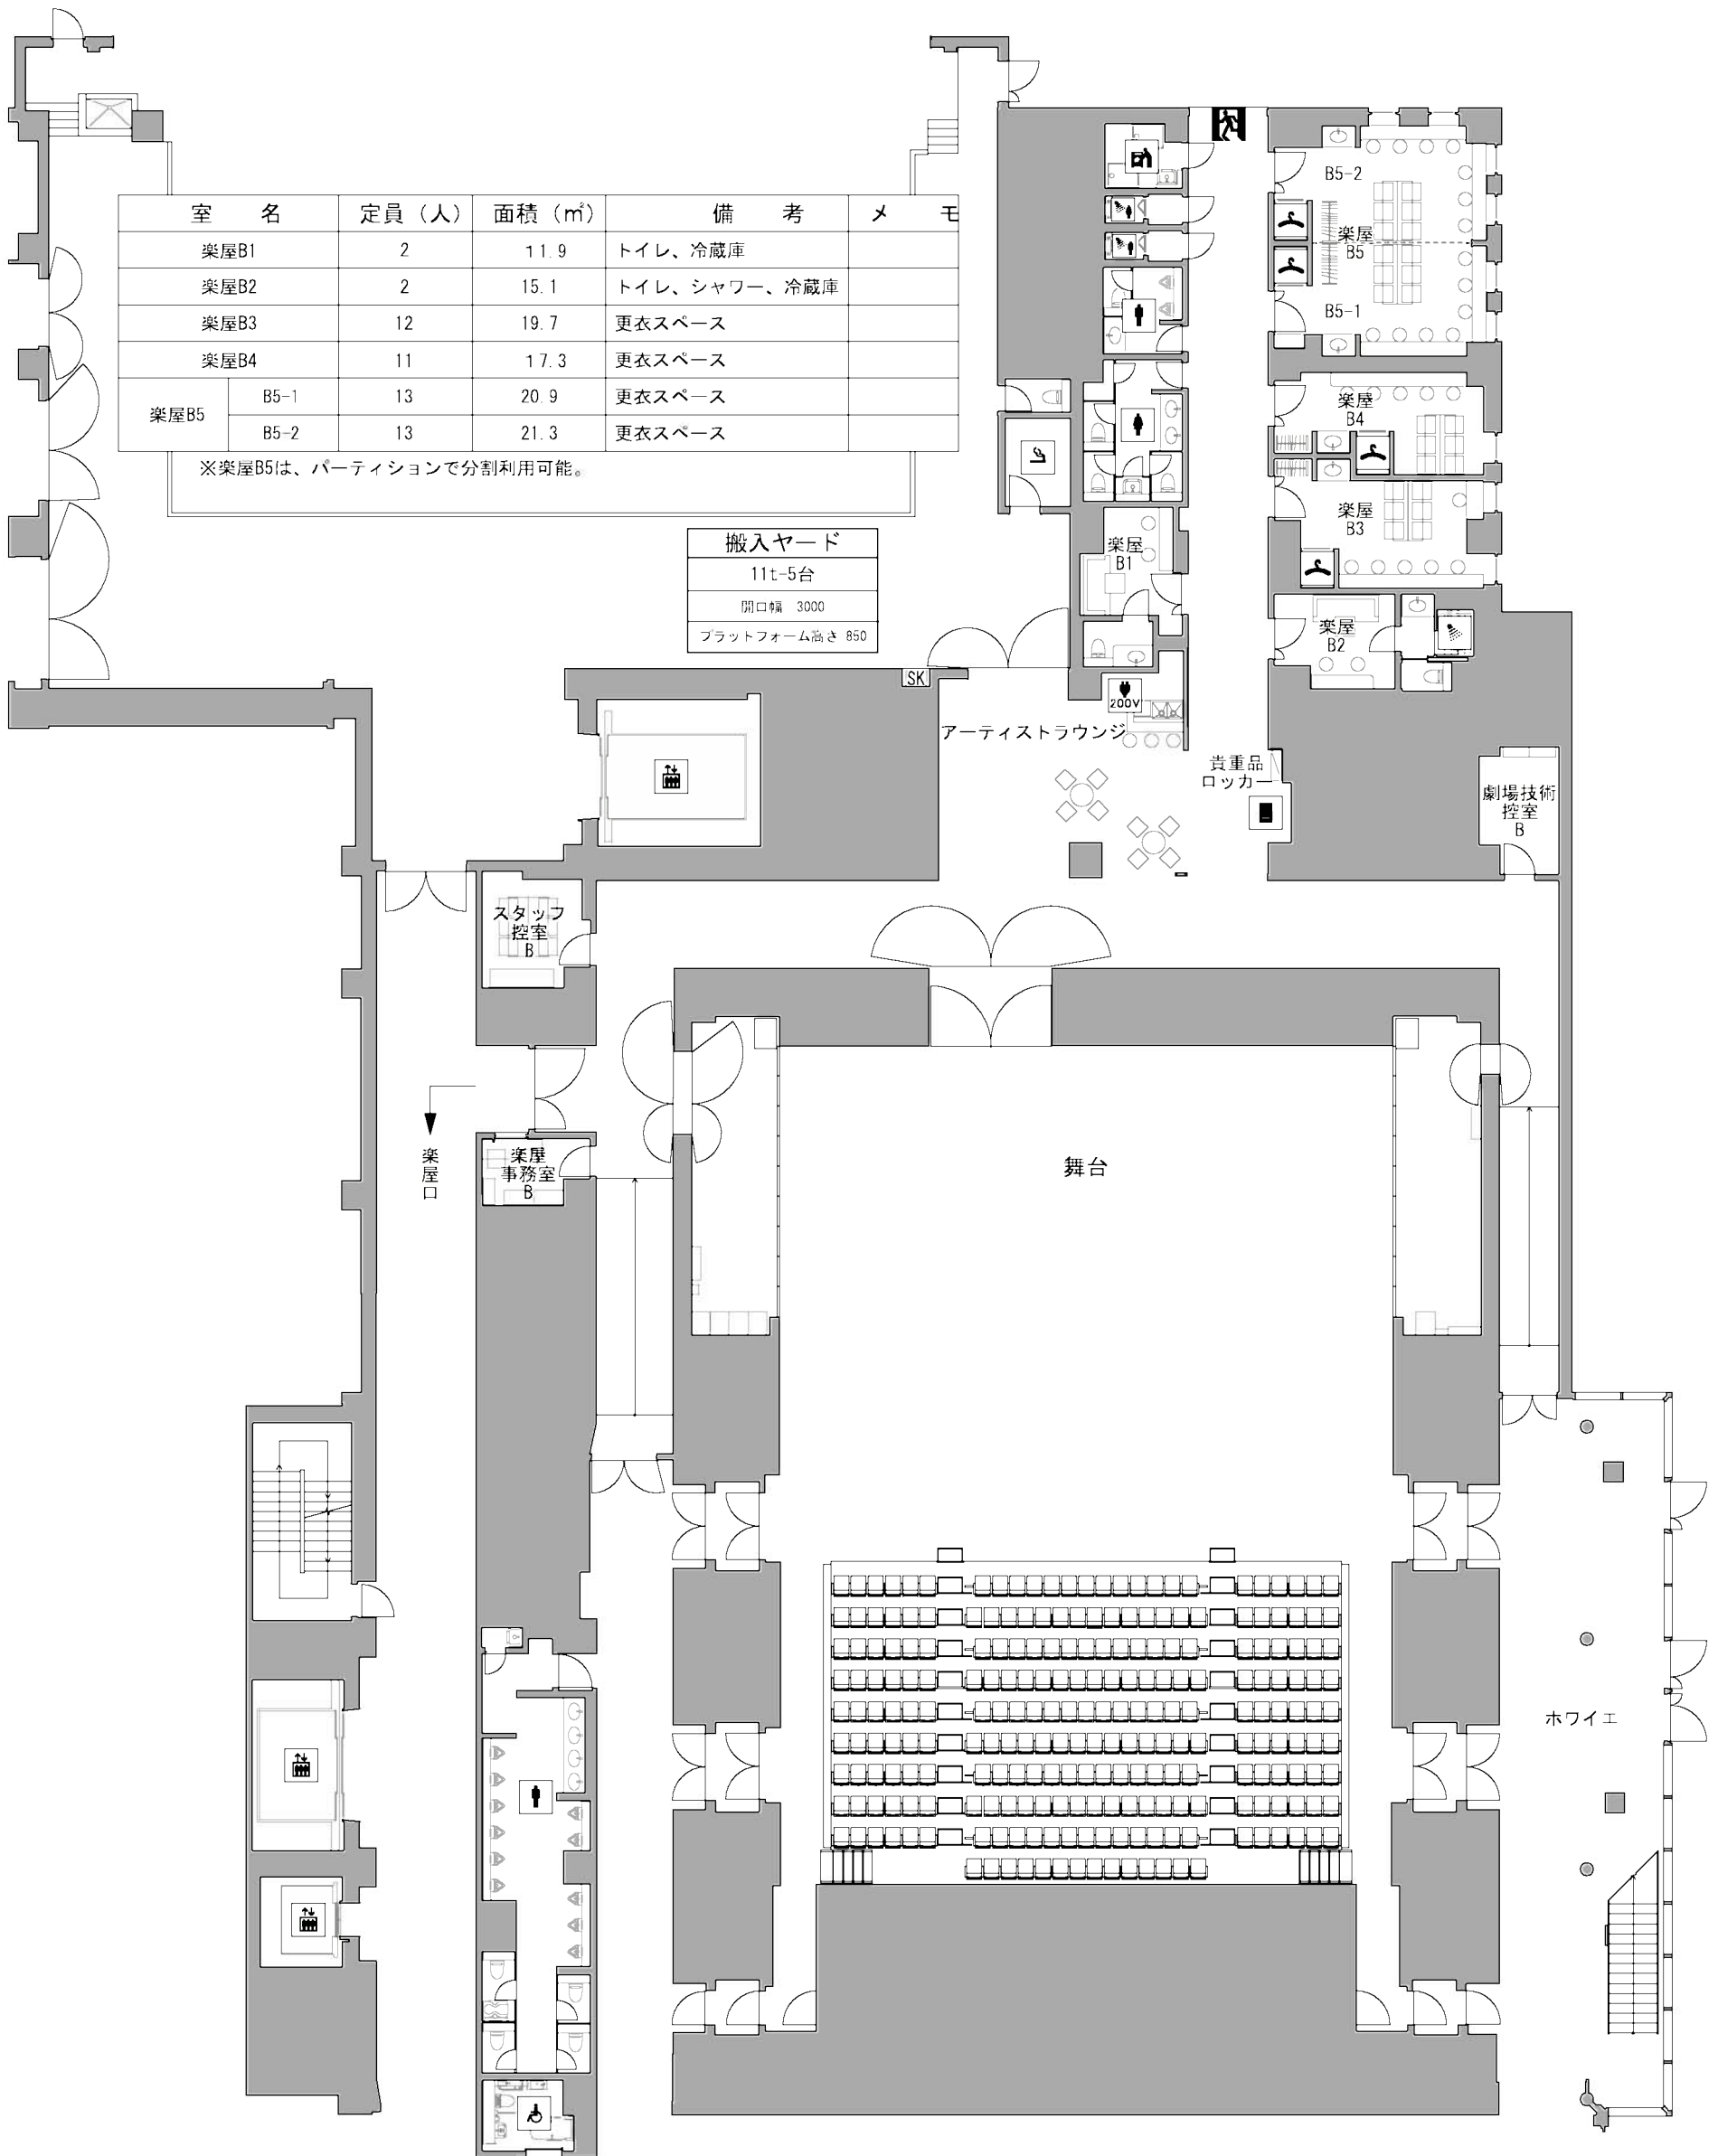 室　名 定員（人） 面積（㎡） 備　考 メ　モ
楽屋B1 2 11.9 トイレ、冷蔵庫
楽屋B2 2 15.1 トイレ、シャワー、冷蔵庫
楽屋B3 12 19.7 更衣スペース
楽屋B4 11 17.3 更衣スペース
楽屋B5 B5-1 13 20.9 更衣スペース
B5-2 13 21.3 更衣スペース
※楽屋B5は、パーティションで分割利用可能。
搬入ヤード
11t-5台
開口幅 3000
プラットフォーム高さ 850
B5-2
楽屋
B5
B5-1
楽屋
B4
楽屋
B3
楽屋
B1
楽屋
B2
SK
200V
アーティストラウンジ
貴重品
ロッカー
劇場技術
控室
B
スタッフ
控室
B
楽屋口
楽屋
事務室
B
舞台
ホワイエ